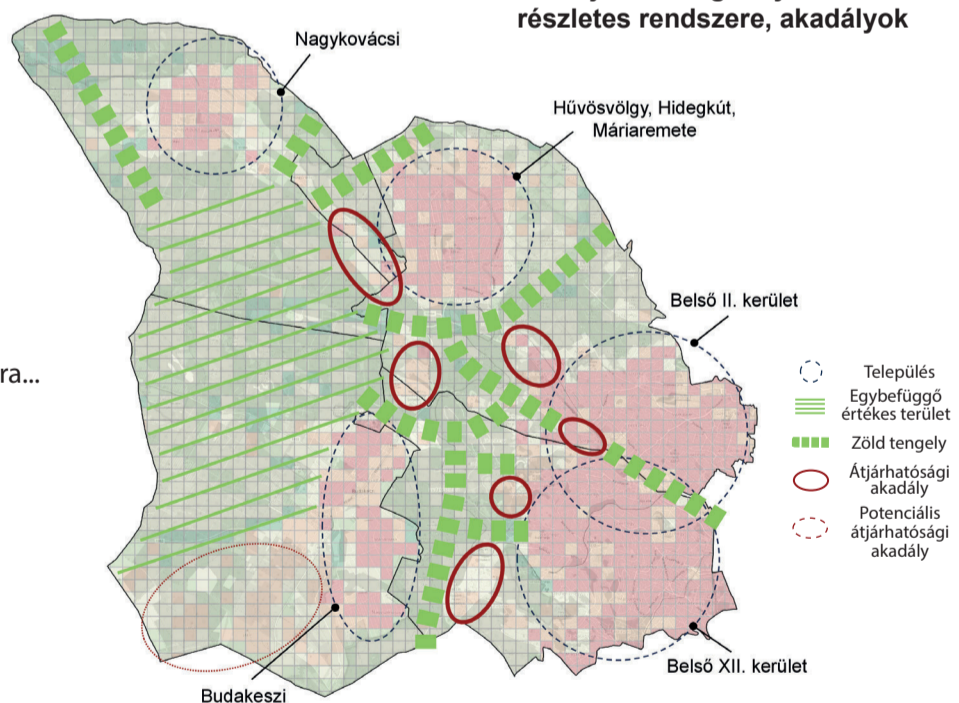 részletes rendszere, akadályok
Nagykovácsi
Hűvösvölgy, Hidegkút,
Máriaremete
Belső II. kerület
ra...
Település
Egybefüggő
értékes terület
Zöld tengely
Átjárhatósági
akadály
Potenciális
átjárhatósági
akadály
Belső XII. kerület
Budakeszi